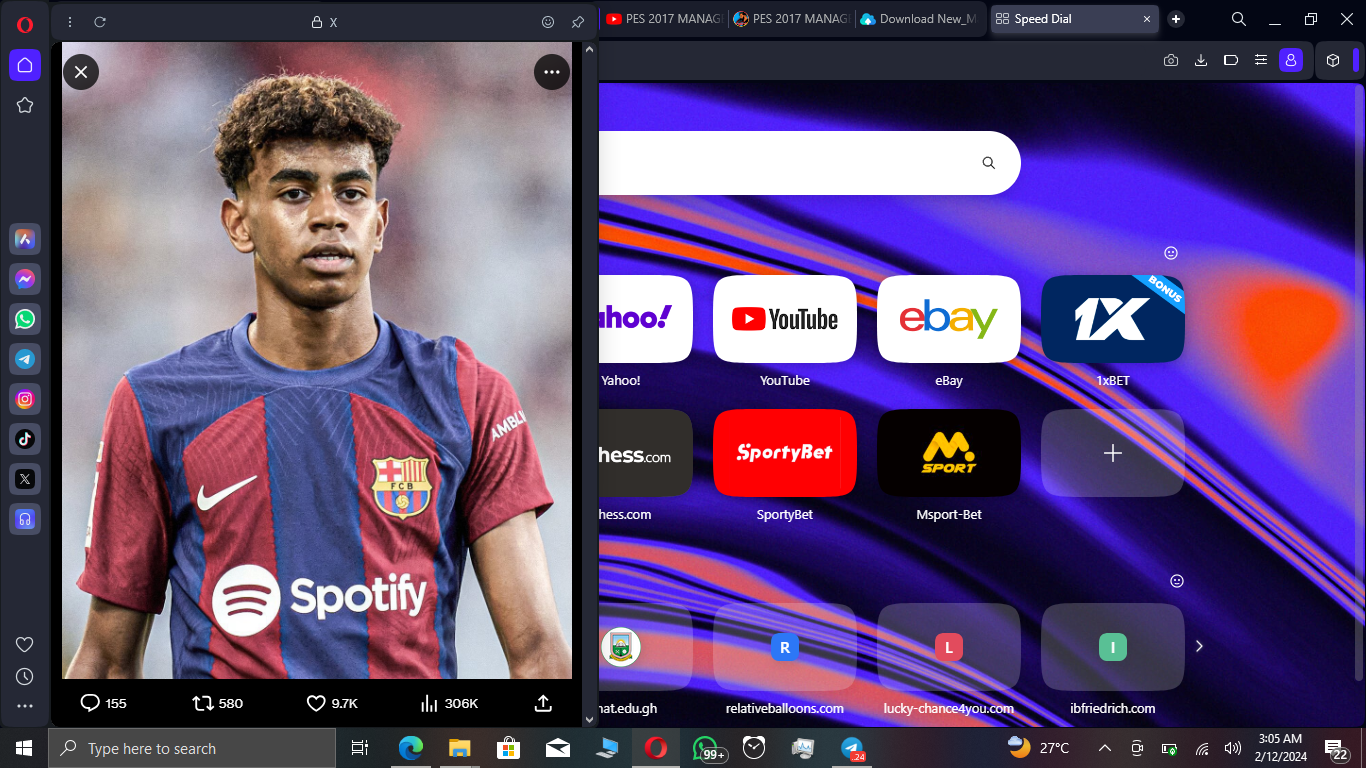 X
PES 2017 MANAG
PES 2017 MANAG
Download New_M
Speed Dial
AMBLI
FCB
Spotify
155
580
9.7K
306K
ahoo!
YouTube
ebay
1X
BONUS
Yahoo!
YouTube
eBay
1xBET
hess.com
SportyBet
M
SPORT
hess.com
SportyBet
Msport-Bet
R
L
I
nat.edu.gh
relativeballoons.com
lucky-chance4you.com
ibfriedrich.com
Type here to search
99+
.24
27°C
3:05 AM
2/12/2024
22